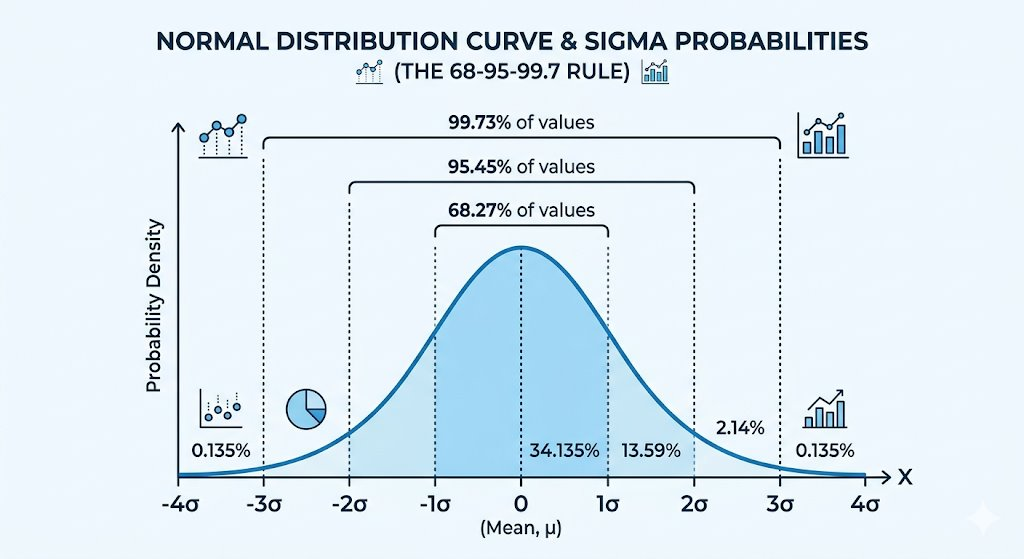 NORMAL DISTRIBUTION CURVE & SIGMA PROBABILITIES
(THE 68-95-99.7 RULE)
99.73% of values
95.45% of values
68.27% of values
Probability Density
2.14%
0.135% 34.135% 13.59% 0.135%
X
-4σ -3σ -2σ -1σ 0 1σ 2σ 3σ 4σ
(Mean, μ)